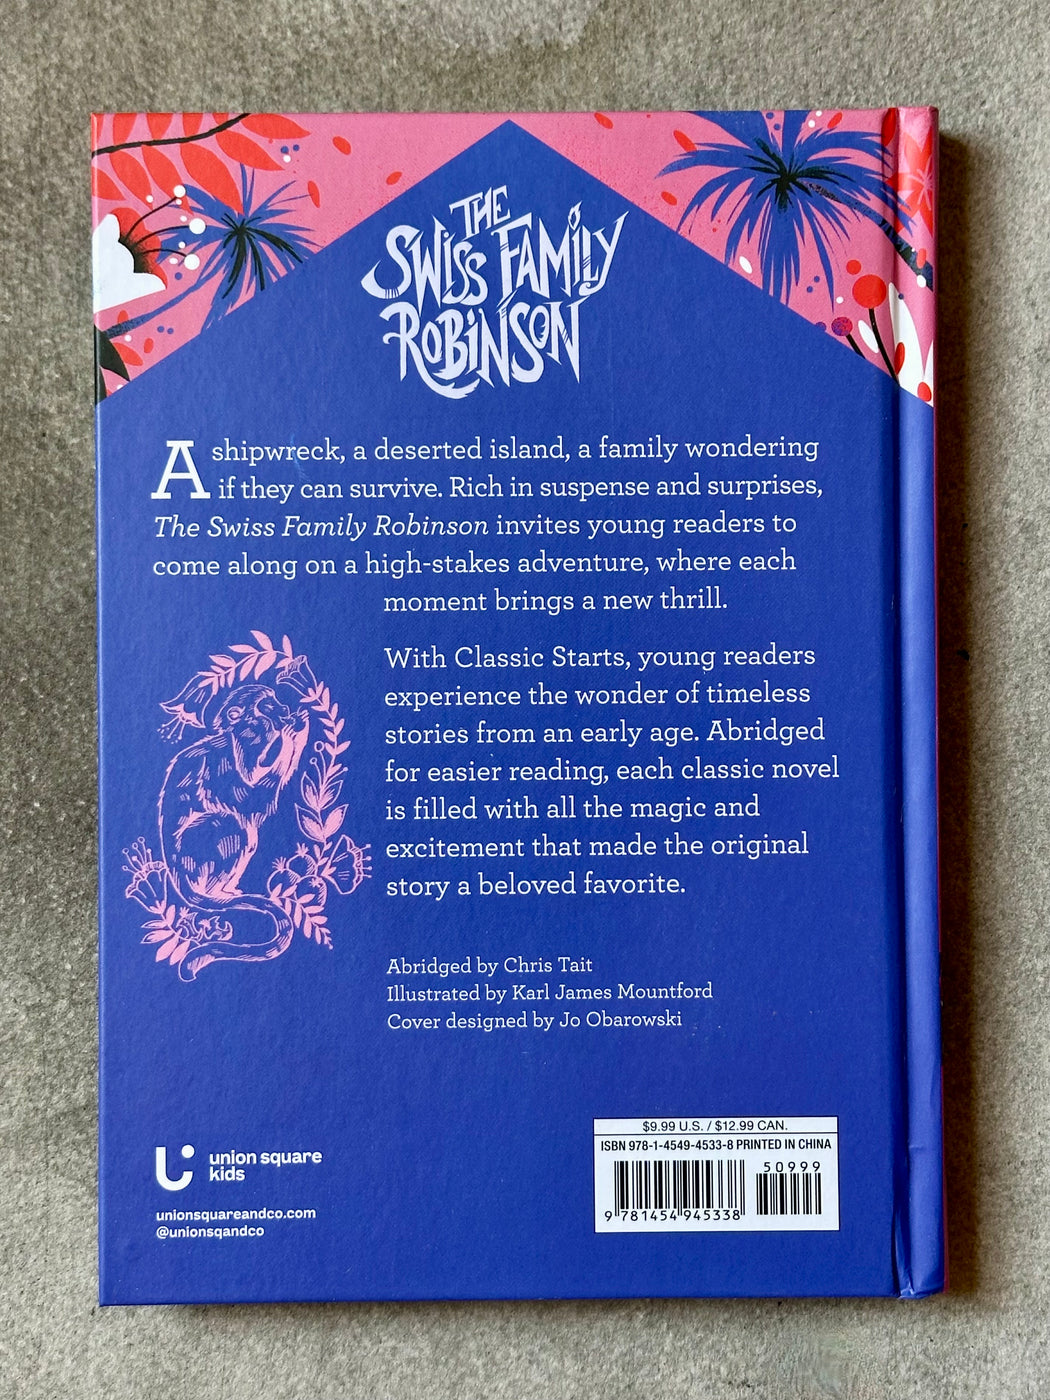 THE
SWISS FAMILY
ROBINSON
A shipwreck, a deserted island, a family wondering
if they can survive. Rich in suspense and surprises,
The Swiss Family Robinson invites young readers to
come along on a high-stakes adventure, where each
moment brings a new thrill.
With Classic Starts, young readers
experience the wonder of timeless
stories from an early age. Abridged
for easier reading, each classic novel
is filled with all the magic and
excitement that made the original
story a beloved favorite.
Abridged by Chris Tait
Illustrated by Karl James Mountford
Cover designed by Jo Obarowski
union square
kids
unionsquareandco.com
@unionsqandco
$9.99 U.S. / $12.99 CAN.
ISBN 978-1-4549-4533-8 PRINTED IN CHINA
50999
9 781454 945338